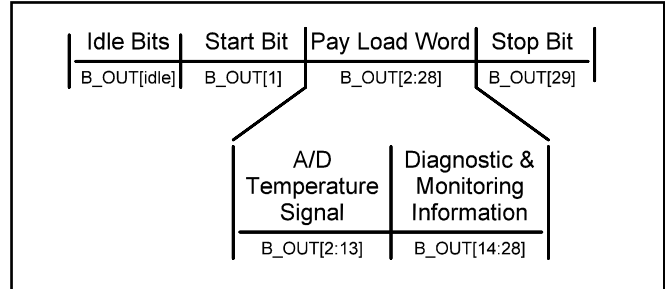 Idle Bits Start Bit Pay Load Word Stop Bit
B_OUT[idle] B_OUT[1] B_OUT[2:28] B_OUT[29]
A/D Diagnostic &
Temperature Monitoring
Signal Information
B_OUT[2:13] B_OUT[14:28]